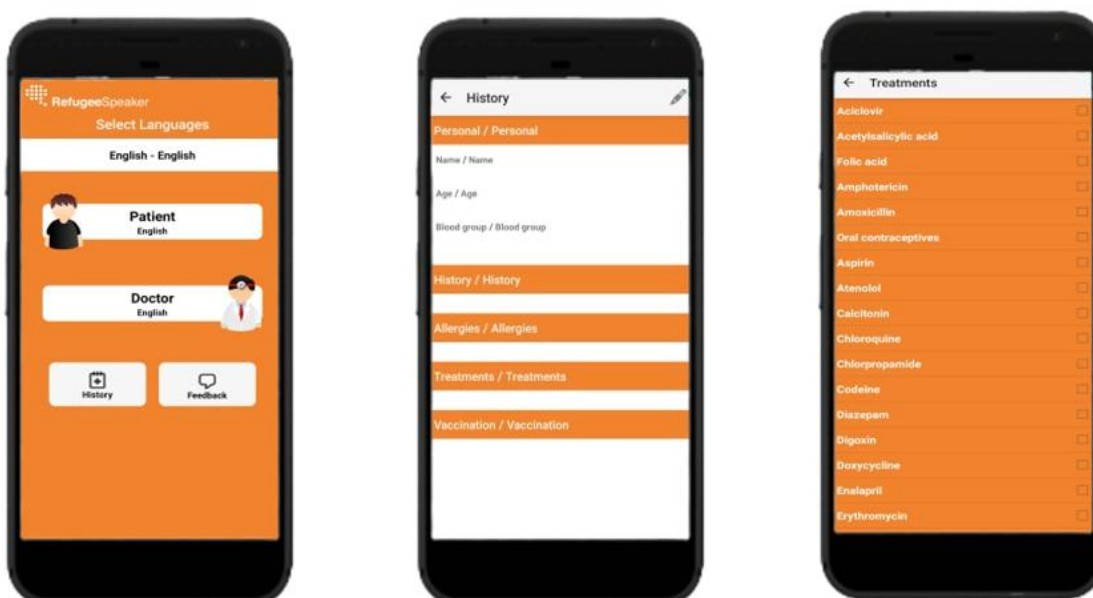 RefugeeSpeaker
Select Languages
English - English
Patient
English
Doctor
English
History
Feedback
← History
Personal / Personal
Name / Name
Age / Age
Blood group / Blood group
History / History
Allergies / Allergies
Treatments / Treatments
Vaccination / Vaccination
← Treatments
Aciclovir
Acetylsalicylic acid
Folic acid
Amphotericin
Amoxicillin
Oral contraceptives
Aspirin
Atenolol
Calcitonin
Chloroquine
Chlorpropamide
Codeine
Diazepam
Digoxin
Doxycycline
Enalapril
Erythromycin